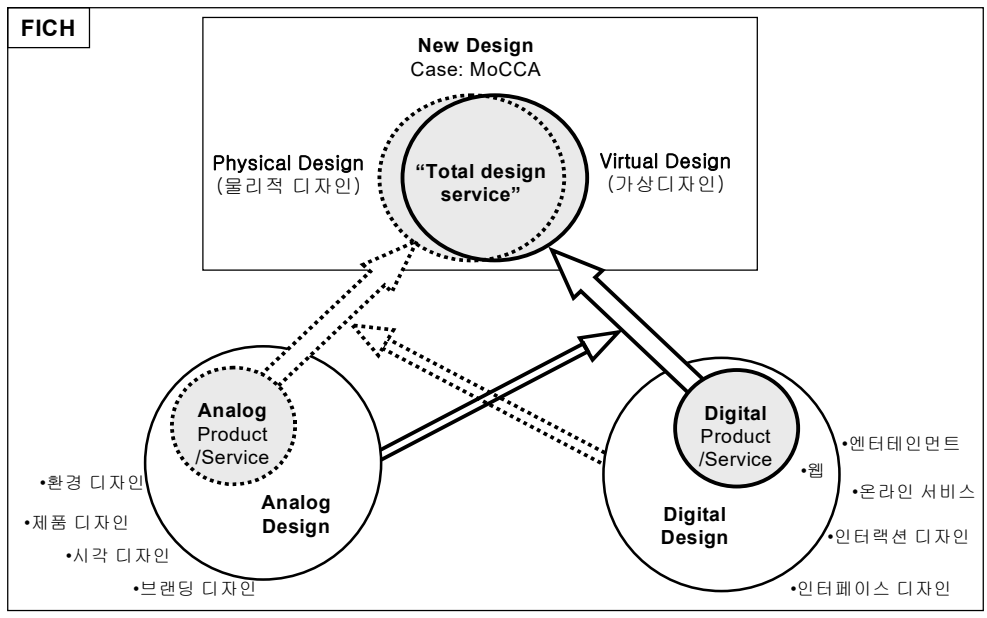 FICH
New Design
Case: MoCCA
Physical Design
(물리적 디자인)
“Total design
service”
Virtual Design
(가상디자인)
Analog
Product
/Service
Analog
Design
•환경 디자인
•제품 디자인
•시각 디자인
•브랜딩 디자인
Digital
Product
/Service
Digital
Design
•엔터테인먼트
•웹
•온라인 서비스
•인터랙션 디자인
•인터페이스 디자인